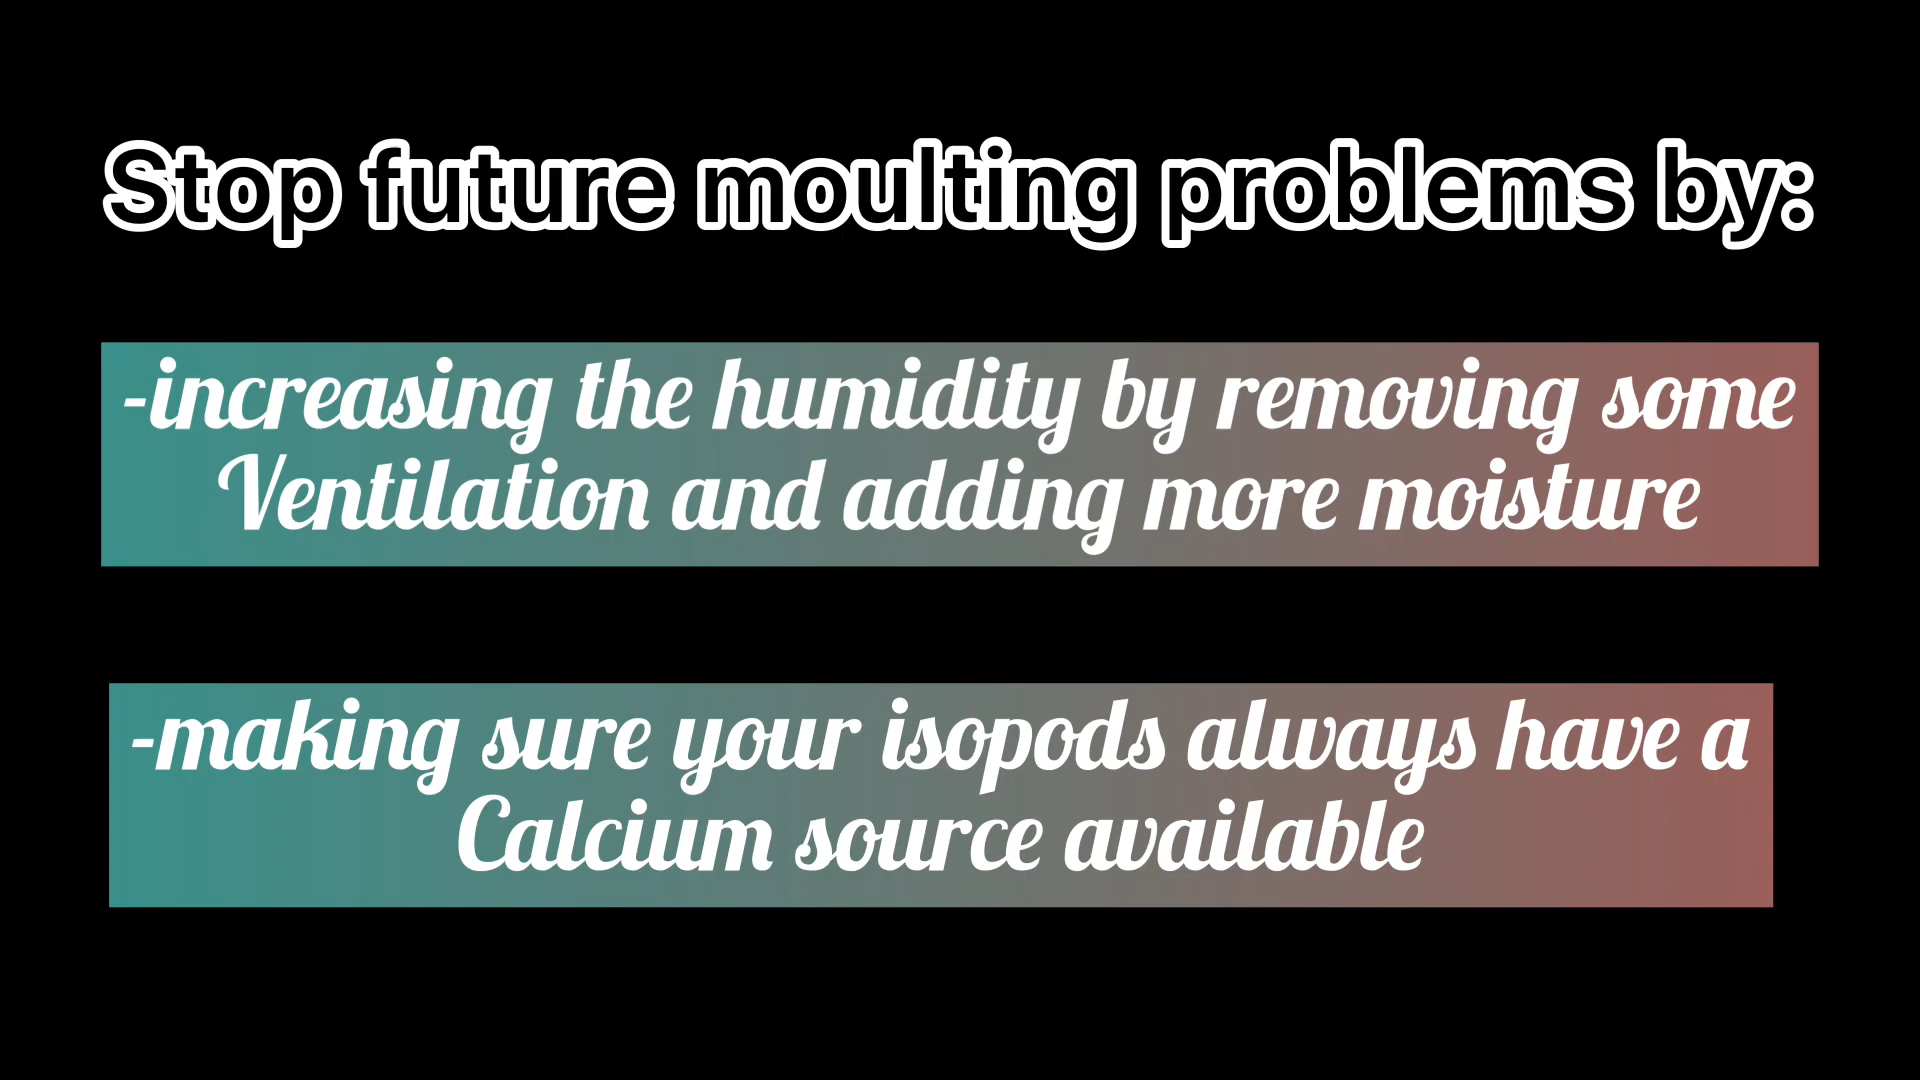 Stop future moulting problems by:
-increasing the humidity by removing some
Ventilation and adding more moisture
-making sure your isopods always have a
Calcium source available